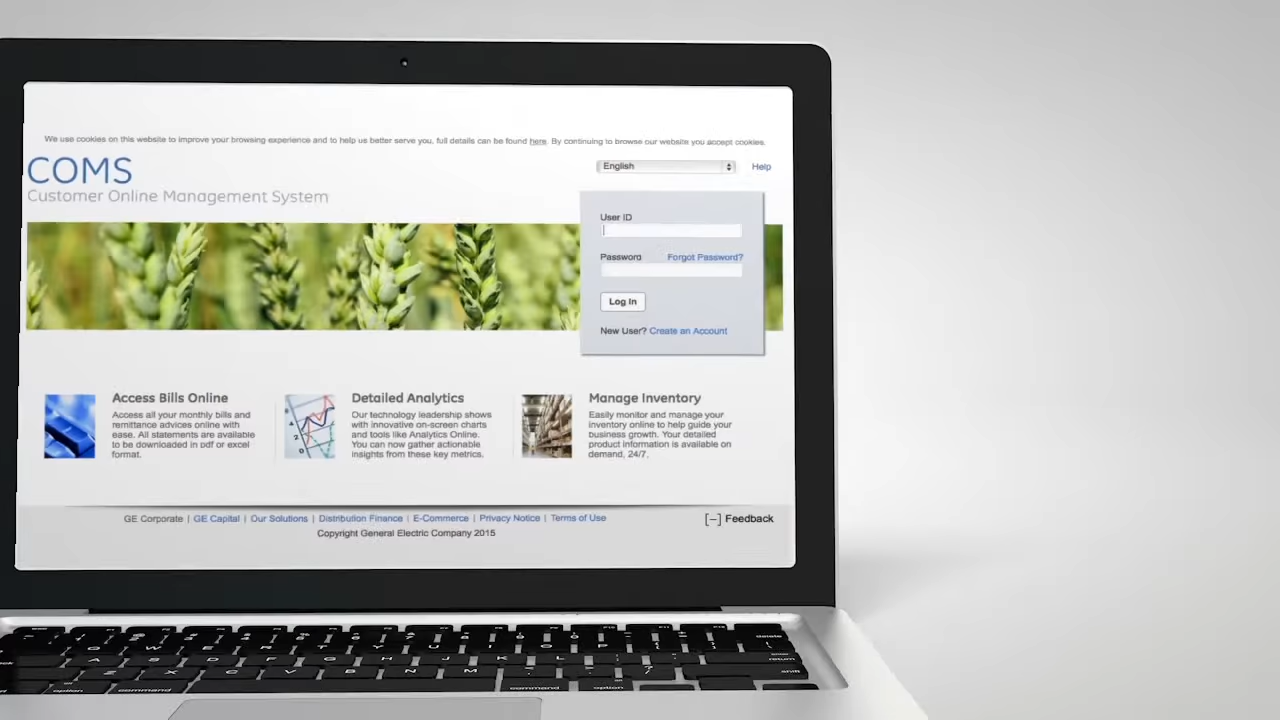 We use cookies on this website to improve your browsing experience and to help us better serve you, full details can be found here. By continuing to browse our website you accept cookies.
COMS
Customer Online Management System
English
Help
User ID
Password
Forgot Password?
Log In
New User? Create an Account
Access Bills Online
Access all your monthly bills and
remittance advices online with
ease. All statements are available
to be downloaded in pdf or excel
format.
Detailed Analytics
Our technology leadership shows
with innovative on-screen charts
and tools like Analytics Online.
You can now gather actionable
insights from these key metrics.
Manage Inventory
Easily monitor and manage your
inventory online to help guide your
business growth. Your detailed
product information is available on
demand, 24/7.
GE Corporate | GE Capital | Our Solutions | Distribution Finance | E-Commerce | Privacy Notice | Terms of Use
Copyright General Electric Company 2015
[–] Feedback
delete
Q W E R T Y U I O P
return
A S D F G H J K L
shift
Z X C V B N M
option command
command option